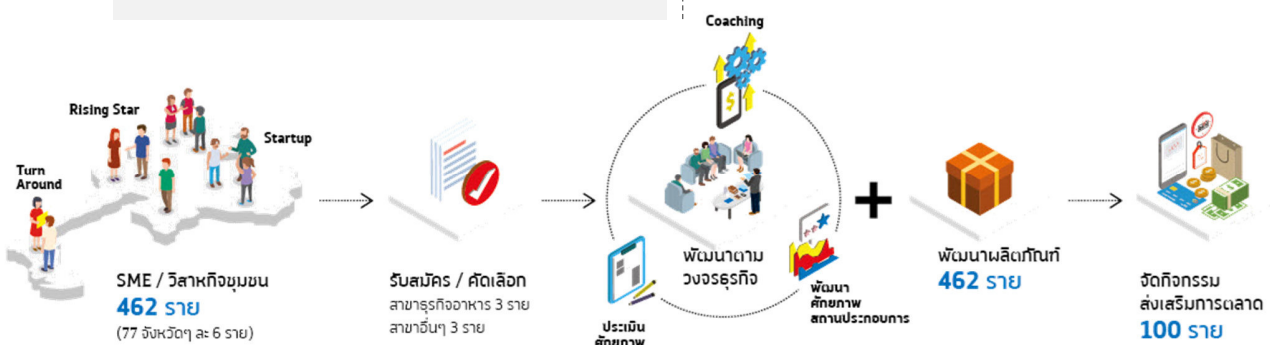 Coaching
Rising Star
Startup
Turn
Around
SME / วิสาหกิจชุมชน
462 ราย
(77 จังหวัดๆ ละ 6 ราย)
รับสมัคร / คัดเลือก
สาขาธุรกิจอาหาร 3 ราย
สาขาอื่นๆ 3 ราย
พัฒนาตาม
วงจรธุรกิจ
ประเมิน
ศักยภาพ
พัฒนา
ศักยภาพ
สถานประกอบการ
+
พัฒนาผลิตภัณฑ์
462 ราย
จัดกิจกรรม
ส่งเสริมการตลาด
100 ราย